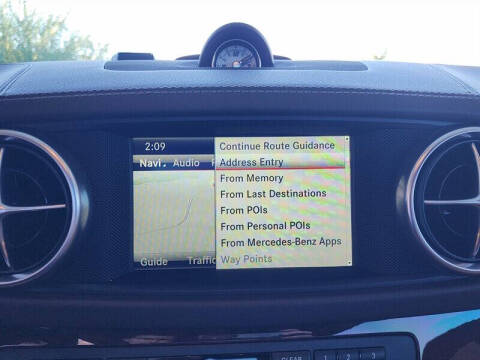 2:09
Continue Route Guidance
Navi. Audio
Address Entry
From Memory
From Last Destinations
From POIs
From Personal POIs
From Mercedes-Benz Apps
Guide Traffic Way Points
CLEAR 1 2 3